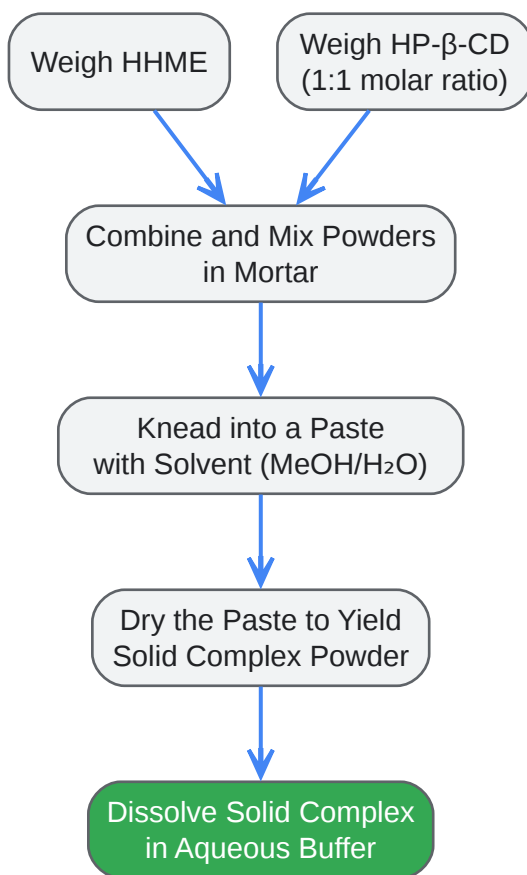 Weigh HHME
Weigh HP-β-CD
(1:1 molar ratio)
Combine and Mix Powders
in Mortar
Knead into a Paste
with Solvent (MeOH/H₂O)
Dry the Paste to Yield
Solid Complex Powder
Dissolve Solid Complex
in Aqueous Buffer